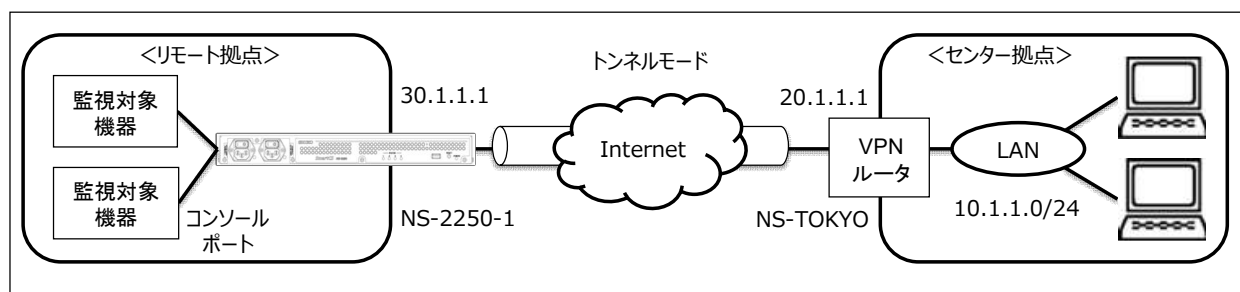 <リモート拠点>
監視対象
機器
監視対象
機器
コンソール
ポート
30.1.1.1
NS-2250-1
トンネルモード
Internet
20.1.1.1
NS-TOKYO
<センター拠点>
VPN
ルータ
LAN
10.1.1.0/24